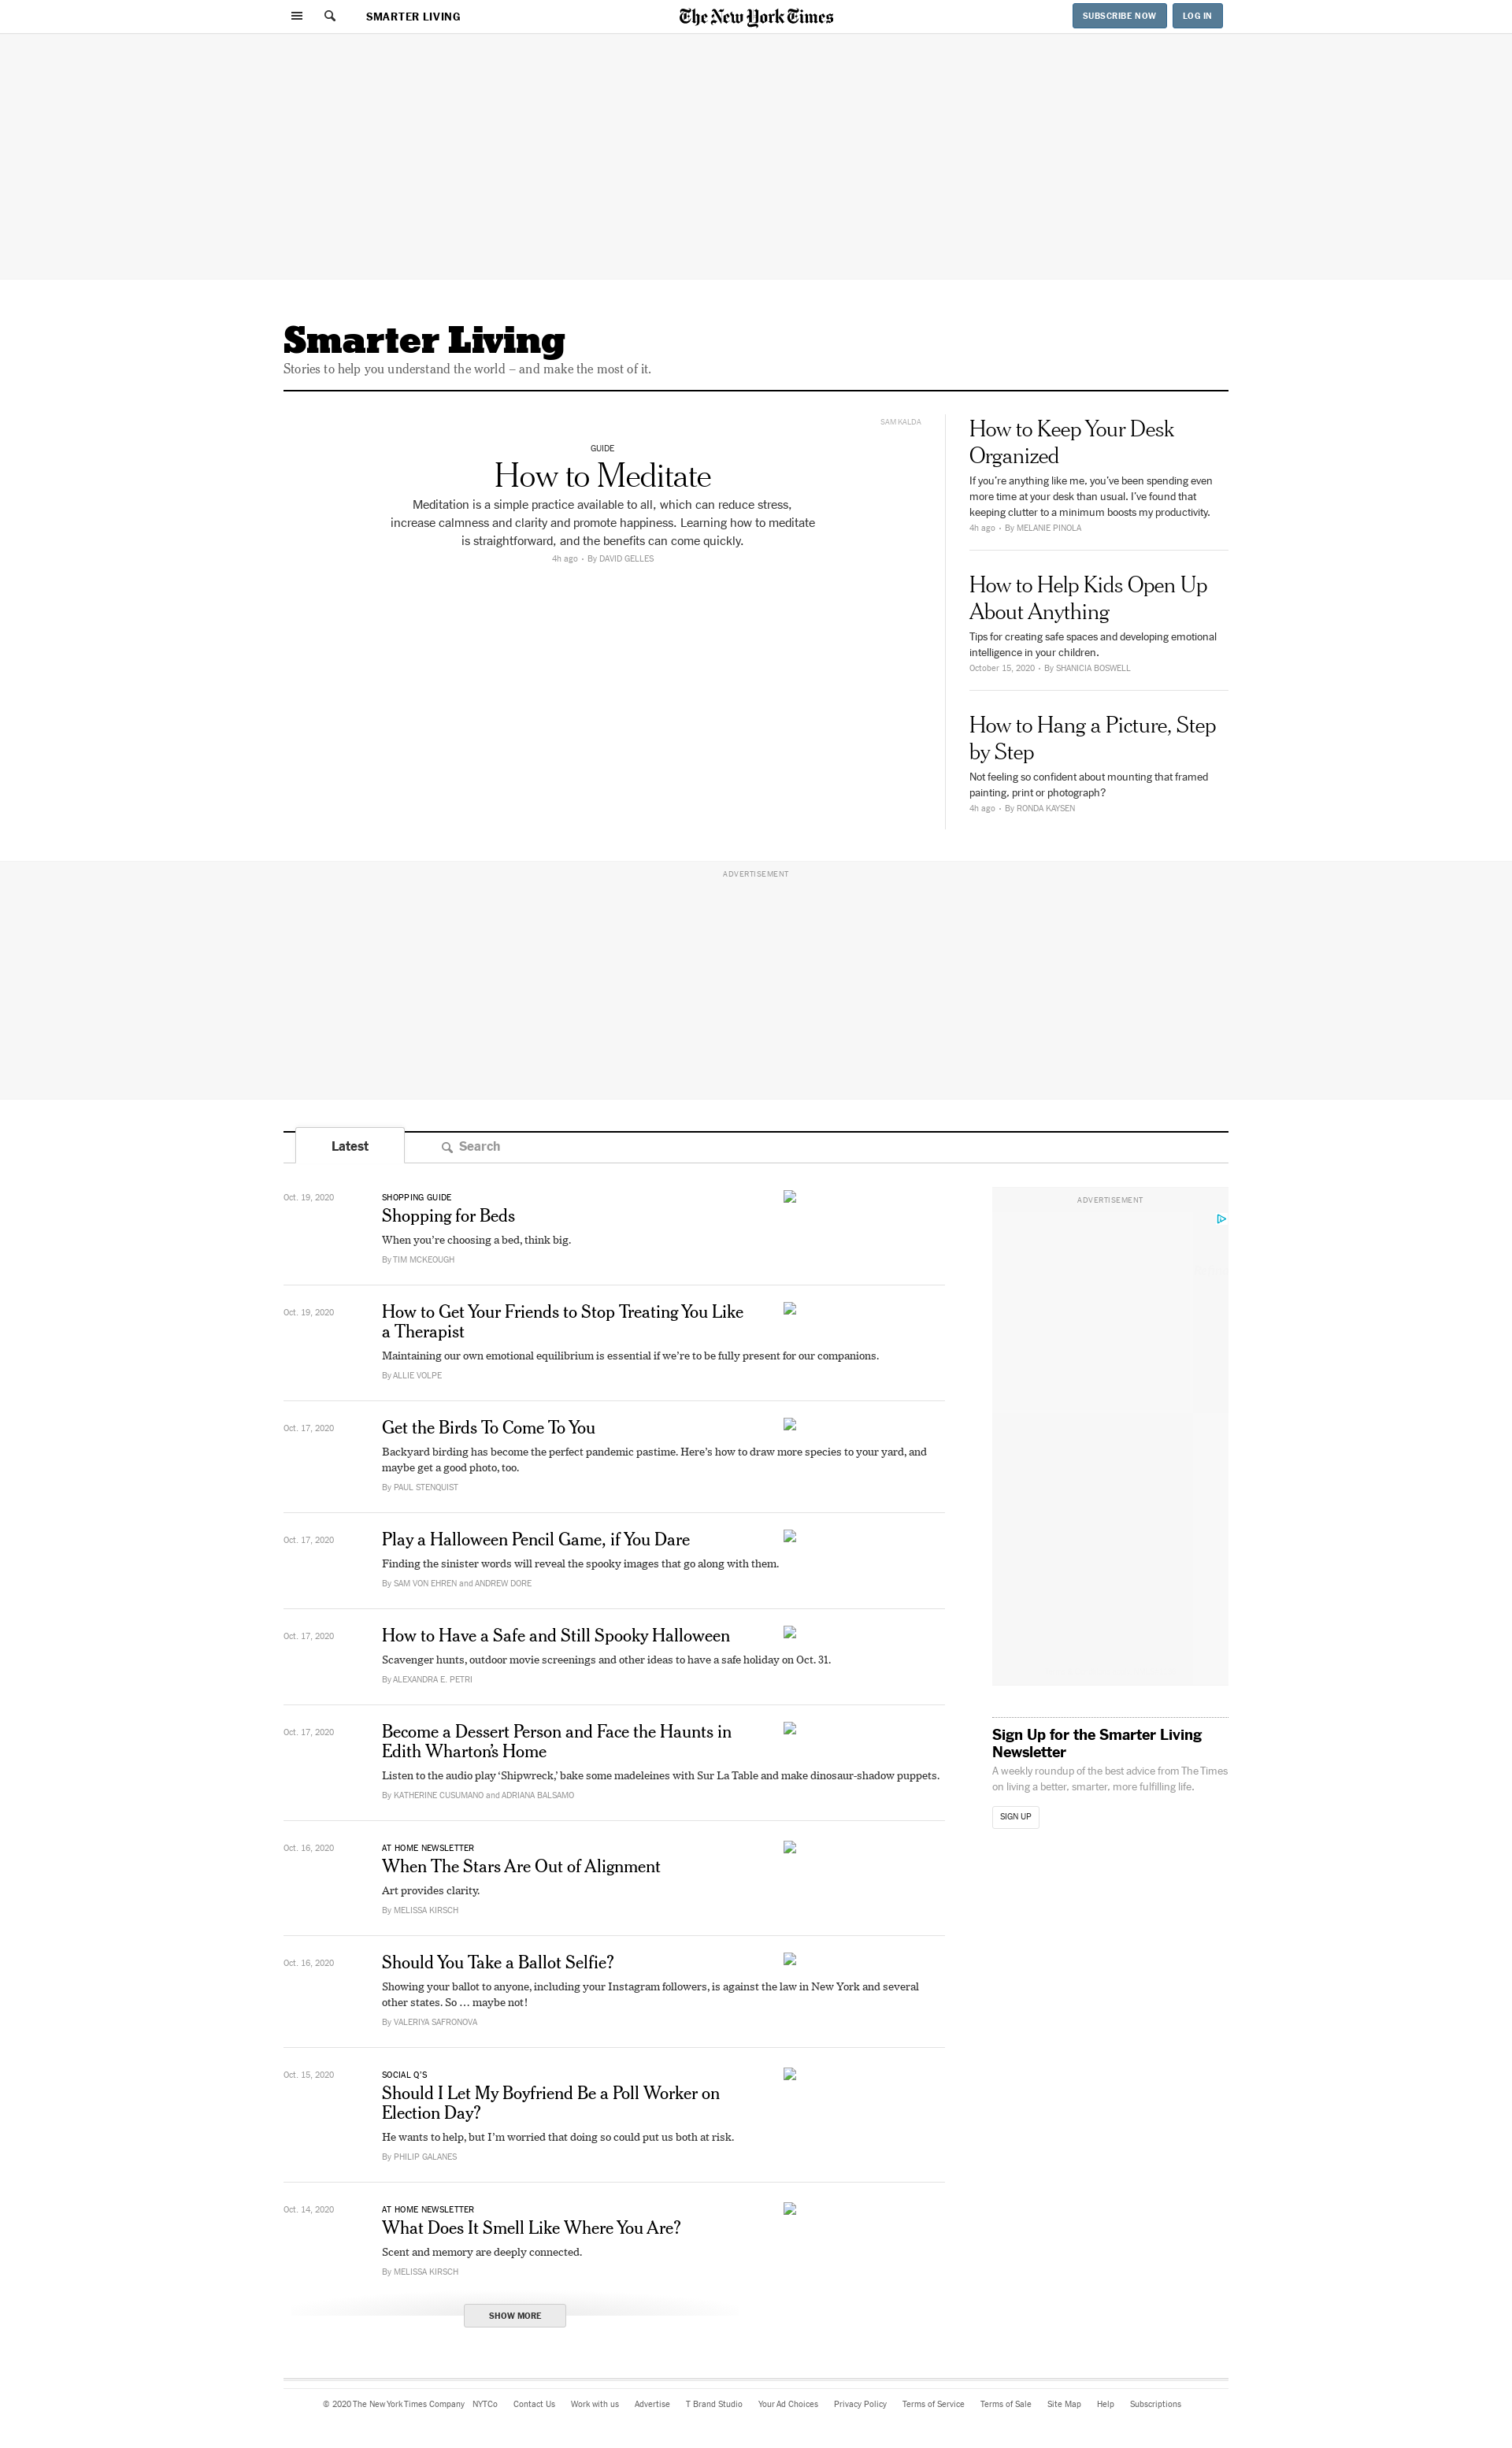 SMARTER LIVING
The New York Times
SUBSCRIBE NOW
LOG IN
Smarter Living
Stories to help you understand the world – and make the most of it.
SAM KALDA
GUIDE
How to Meditate
Meditation is a simple practice available to all, which can reduce stress,
increase calmness and clarity and promote happiness. Learning how to meditate
is straightforward, and the benefits can come quickly.
4h ago • By DAVID GELLES
How to Keep Your Desk
Organized
If you’re anything like me, you’ve been spending even
more time at your desk than usual. I’ve found that
keeping clutter to a minimum boosts my productivity.
4h ago • By MELANIE PINOLA
How to Help Kids Open Up
About Anything
Tips for creating safe spaces and developing emotional
intelligence in your children.
October 15, 2020 • By SHANICIA BOSWELL
How to Hang a Picture, Step
by Step
Not feeling so confident about mounting that framed
painting, print or photograph?
4h ago • By RONDA KAYSEN
ADVERTISEMENT
Latest
Search
Oct. 19, 2020
SHOPPING GUIDE
Shopping for Beds
When you’re choosing a bed, think big.
By TIM MCKEOUGH
Oct. 19, 2020
How to Get Your Friends to Stop Treating You Like
a Therapist
Maintaining our own emotional equilibrium is essential if we’re to be fully present for our companions.
By ALLIE VOLPE
Oct. 17, 2020
Get the Birds To Come To You
Backyard birding has become the perfect pandemic pastime. Here’s how to draw more species to your yard, and
maybe get a good photo, too.
By PAUL STENQUIST
Oct. 17, 2020
Play a Halloween Pencil Game, if You Dare
Finding the sinister words will reveal the spooky images that go along with them.
By SAM VON EHREN and ANDREW DORE
Oct. 17, 2020
How to Have a Safe and Still Spooky Halloween
Scavenger hunts, outdoor movie screenings and other ideas to have a safe holiday on Oct. 31.
By ALEXANDRA E. PETRI
Oct. 17, 2020
Become a Dessert Person and Face the Haunts in
Edith Wharton’s Home
Listen to the audio play ‘Shipwreck,’ bake some madeleines with Sur La Table and make dinosaur-shadow puppets.
By KATHERINE CUSUMANO and ADRIANA BALSAMO
Oct. 16, 2020
AT HOME NEWSLETTER
When The Stars Are Out of Alignment
Art provides clarity.
By MELISSA KIRSCH
Oct. 16, 2020
Should You Take a Ballot Selfie?
Showing your ballot to anyone, including your Instagram followers, is against the law in New York and several
other states. So … maybe not!
By VALERIYA SAFRONOVA
Oct. 15, 2020
SOCIAL Q’S
Should I Let My Boyfriend Be a Poll Worker on
Election Day?
He wants to help, but I’m worried that doing so could put us both at risk.
By PHILIP GALANES
Oct. 14, 2020
AT HOME NEWSLETTER
What Does It Smell Like Where You Are?
Scent and memory are deeply connected.
By MELISSA KIRSCH
SHOW MORE
ADVERTISEMENT
Sign Up for the Smarter Living
Newsletter
A weekly roundup of the best advice from The Times
on living a better, smarter, more fulfilling life.
SIGN UP
© 2020 The New York Times Company NYTCo Contact Us Work with us Advertise T Brand Studio Your Ad Choices Privacy Policy Terms of Service Terms of Sale Site Map Help Subscriptions